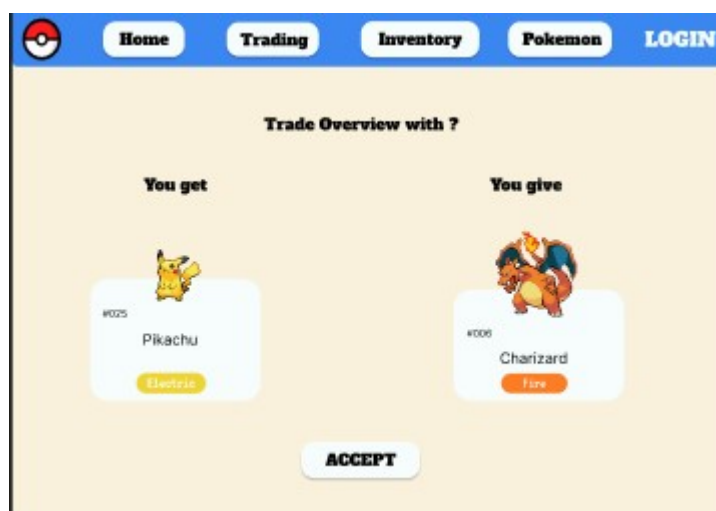 Home Trading Inventory Pokemon LOGIN
Trade Overview with ?
You get You give
#025
Pikachu
Electric
#006
Charizard
Fire
ACCEPT